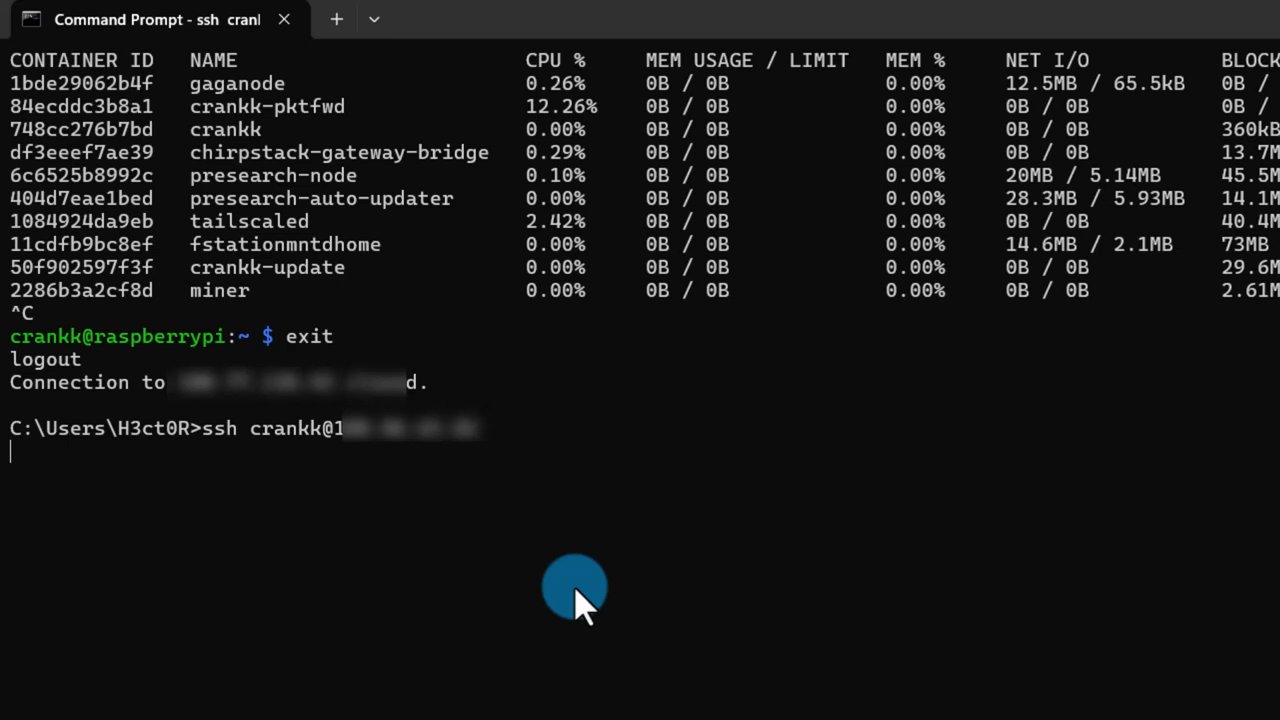 Command Prompt - ssh cranl
CONTAINER ID NAME CPU % MEM USAGE / LIMIT MEM % NET I/O BLOCK
1bde29062b4f gaganode 0.26% 0B / 0B 0.00% 12.5MB / 65.5kB 0B /
84ecddc3b8a1 crankk-pktfwd 12.26% 0B / 0B 0.00% 0B / 0B 0B /
748cc276b7bd crankk 0.00% 0B / 0B 0.00% 0B / 0B 360kB
df3eeef7ae39 chirpstack-gateway-bridge 0.29% 0B / 0B 0.00% 0B / 0B 13.7M
6c6525b8992c presearch-node 0.10% 0B / 0B 0.00% 20MB / 5.14MB 45.5M
404d7eae1bed presearch-auto-updater 0.00% 0B / 0B 0.00% 28.3MB / 5.93MB 14.1M
1084924da9eb tailscaled 2.42% 0B / 0B 0.00% 0B / 0B 40.4M
11cdfb9bc8ef fstationmntdhome 0.00% 0B / 0B 0.00% 14.6MB / 2.1MB 73MB
50f902597f3f crankk-update 0.00% 0B / 0B 0.00% 0B / 0B 29.6M
2286b3a2cf8d miner 0.00% 0B / 0B 0.00% 0B / 0B 2.61M
^C
crankk@raspberrypi:~ $ exit
logout
Connection to d.
C:\Users\H3ct0R>ssh crankk@1